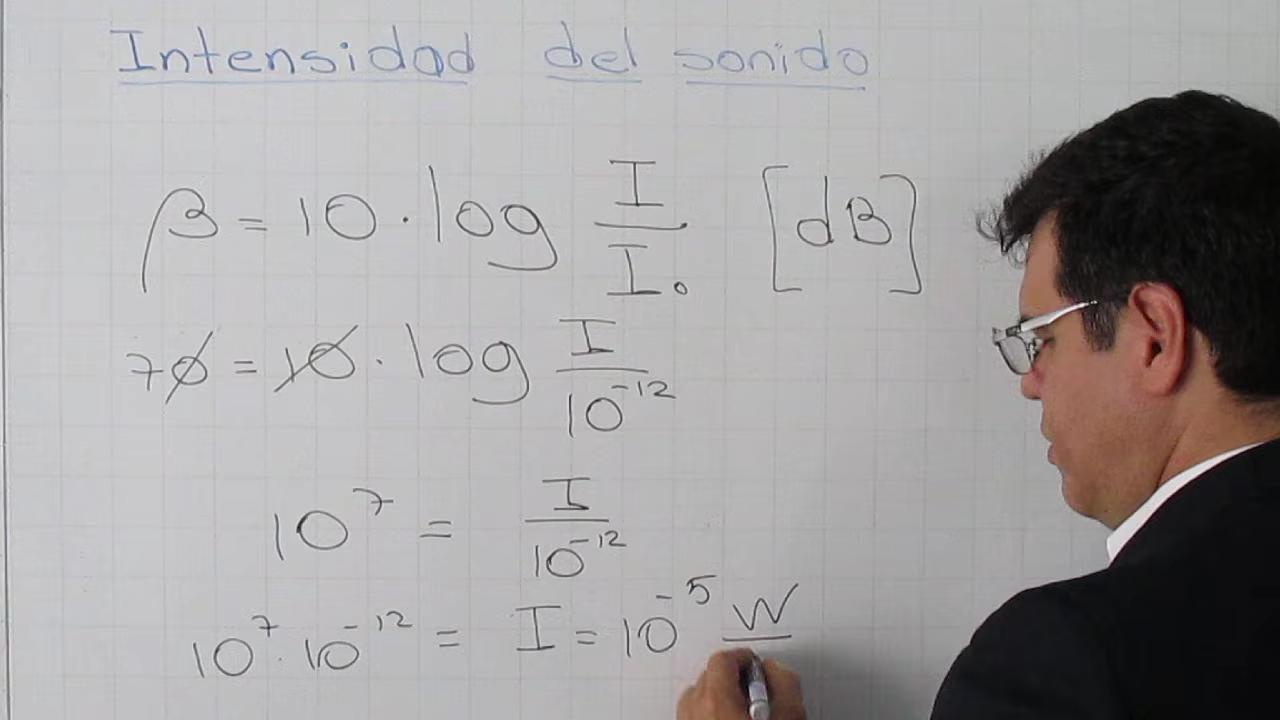 Intensidad del sonido
β = 10 · log I/I₀ [dB]
70 = 10 · log I/10⁻¹²
10⁷ = I/10⁻¹²
10⁷ · 10⁻¹² = I = 10⁻⁵ W